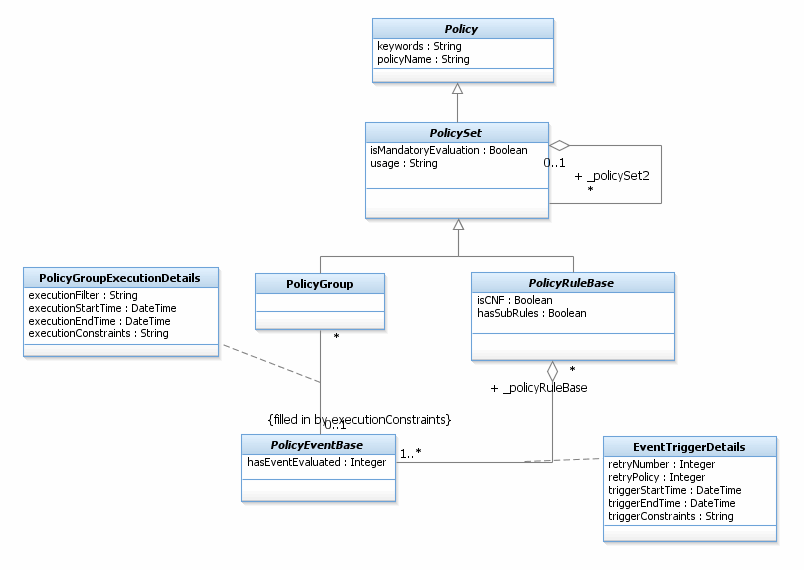 Policy
keywords : String
policyName : String
PolicySet
isMandatoryEvaluation : Boolean
usage : String
0..1
+ _policySet2
*
PolicyGroupExecutionDetails
executionFilter : String
executionStartTime : DateTime
executionEndTime : DateTime
executionConstraints : String
PolicyGroup
*
PolicyRuleBase
isCNF : Boolean
hasSubRules : Boolean
*
+ _policyRuleBase
{filled in by executionConstraints}
0..1
PolicyEventBase
hasEventEvaluated : Integer
1..*
EventTriggerDetails
retryNumber : Integer
retryPolicy : Integer
triggerStartTime : DateTime
triggerEndTime : DateTime
triggerConstraints : String